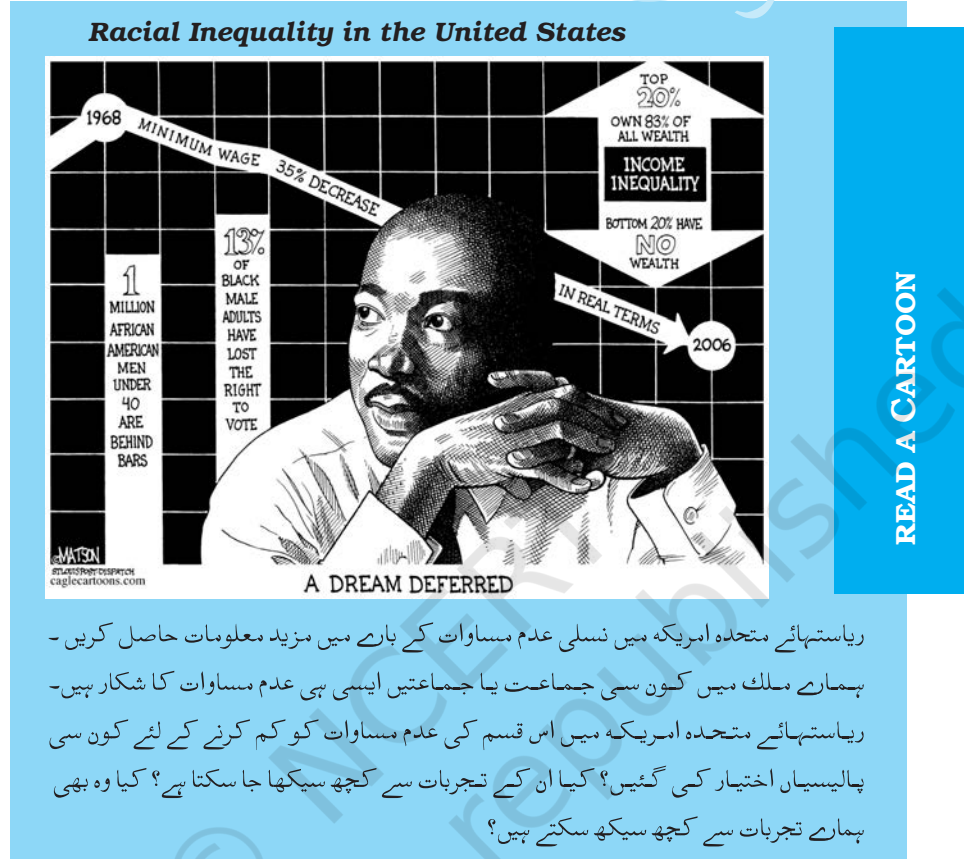 Racial Inequality in the United States
1968
MINIMUM WAGE 35% DECREASE
IN REAL TERMS
2006
TOP
20%
OWN 83% OF
ALL WEALTH
INCOME
INEQUALITY
BOTTOM 20% HAVE
NO
WEALTH
1
MILLION
AFRICAN
AMERICAN
MEN
UNDER
40
ARE
BEHIND
BARS
13%
OF
BLACK
MALE
ADULTS
HAVE
LOST
THE
RIGHT
TO
VOTE
MATSON
ST. LOUIS POST-DISPATCH
caglecartoons.com
A DREAM DEFERRED
READ A CARTOON
ریاستہائے متحدہ امریکہ میں نسلی عدم مساوات کے بارے میں مزید معلومات حاصل کریں ۔
ہمارے ملک میں کون سی جماعت یا جماعتیں ایسی ہی عدم مساوات کا شکار ہیں۔
ریاستہائے متحدہ امریکہ میں اس قسم کی عدم مساوات کو کم کرنے کے لئے کون سی
پالیسیاں اختیار کی گئیں؟ کیا ان کے تجربات سے کچھ سیکھا جا سکتا ہے؟ کیا وہ بھی
ہمارے تجربات سے کچھ سیکھ سکتے ہیں؟
© NCERT
republished